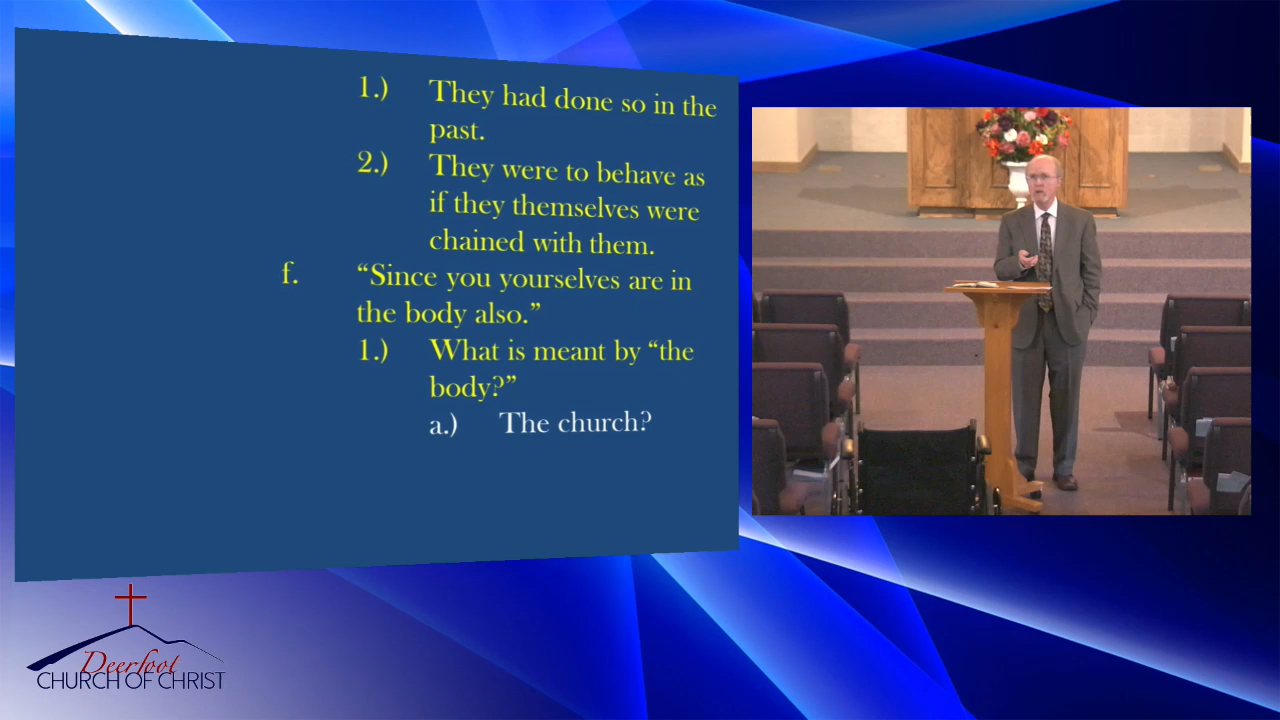 1.) They had done so in the
past.
2.) They were to behave as
if they themselves were
chained with them.
f. “Since you yourselves are in
the body also.”
1.) What is meant by “the
body?”
a.) The church?
Deerfoot
CHURCH OF CHRIST